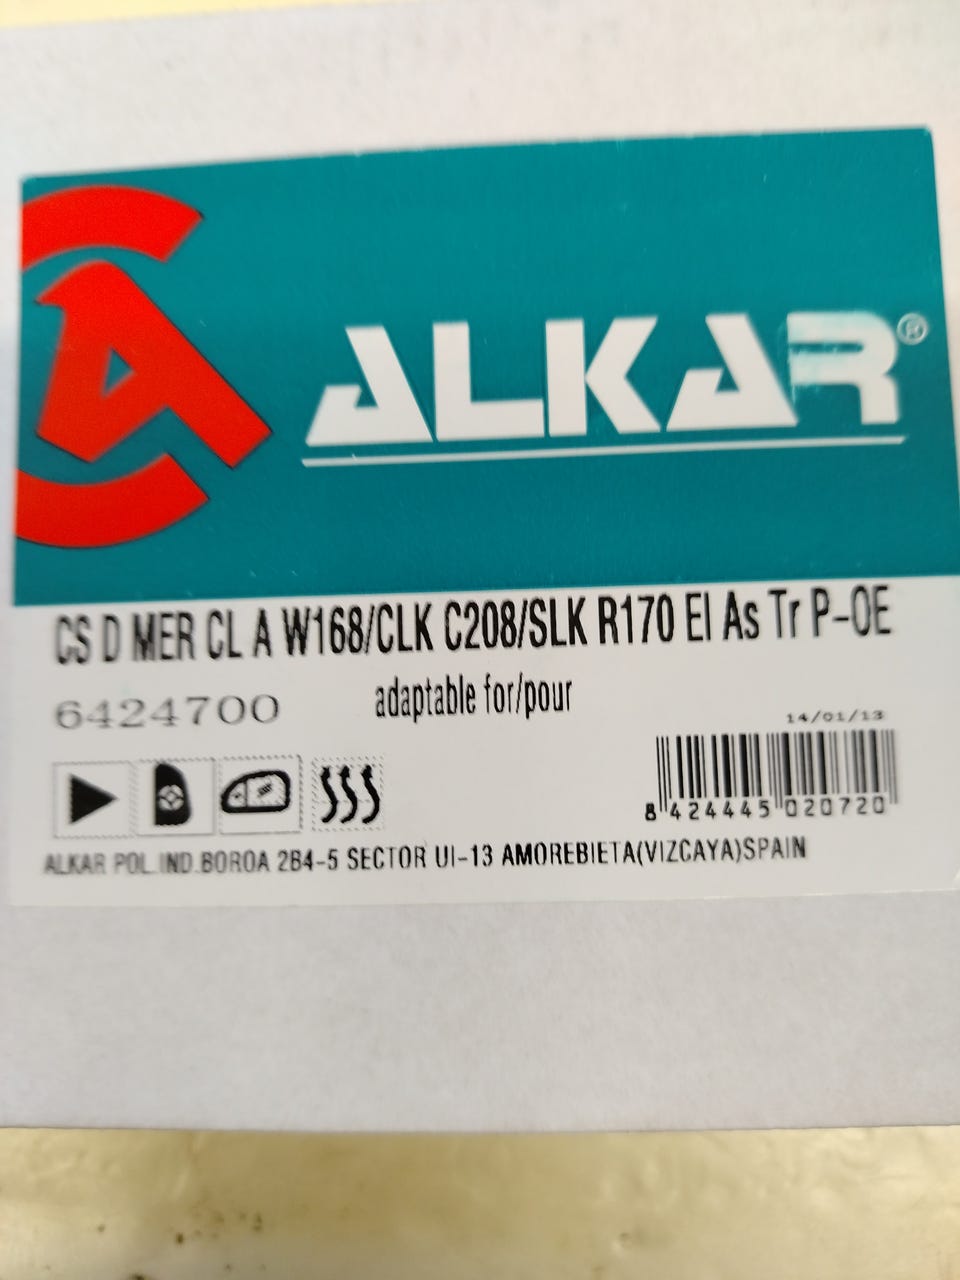 ALKAR®
CS D MER CL A W168/CLK C208/SLK R170 El As Tr P-OE
6424700
adaptable for/pour
14/01/13
8 424445 020720
ALKAR POL.IND.BOROA 2B4-5 SECTOR UI-13 AMOREBIETA(VIZCAYA)SPAIN